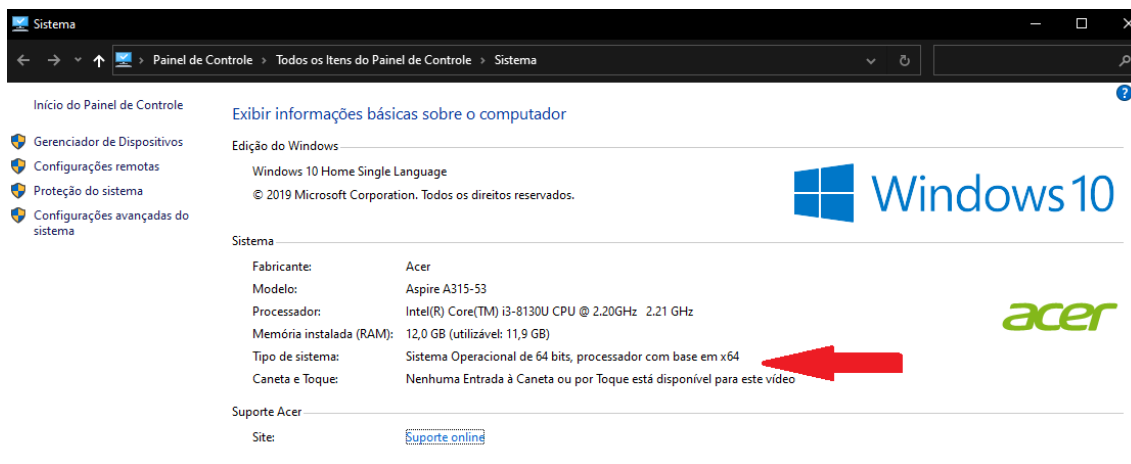 Sistema
Painel de Controle > Todos os Itens do Painel de Controle > Sistema
Início do Painel de Controle
Gerenciador de Dispositivos
Configurações remotas
Proteção do sistema
Configurações avançadas do
sistema
Exibir informações básicas sobre o computador
Edição do Windows
Windows 10 Home Single Language
© 2019 Microsoft Corporation. Todos os direitos reservados.
Windows 10
Sistema
Fabricante: Acer
Modelo: Aspire A315-53
Processador: Intel(R) Core(TM) i3-8130U CPU @ 2.20GHz 2.21 GHz
Memória instalada (RAM): 12,0 GB (utilizável: 11,9 GB)
Tipo de sistema: Sistema Operacional de 64 bits, processador com base em x64
Caneta e Toque: Nenhuma Entrada à Caneta ou por Toque está disponível para este vídeo
acer
Suporte Acer
Site: Suporte online